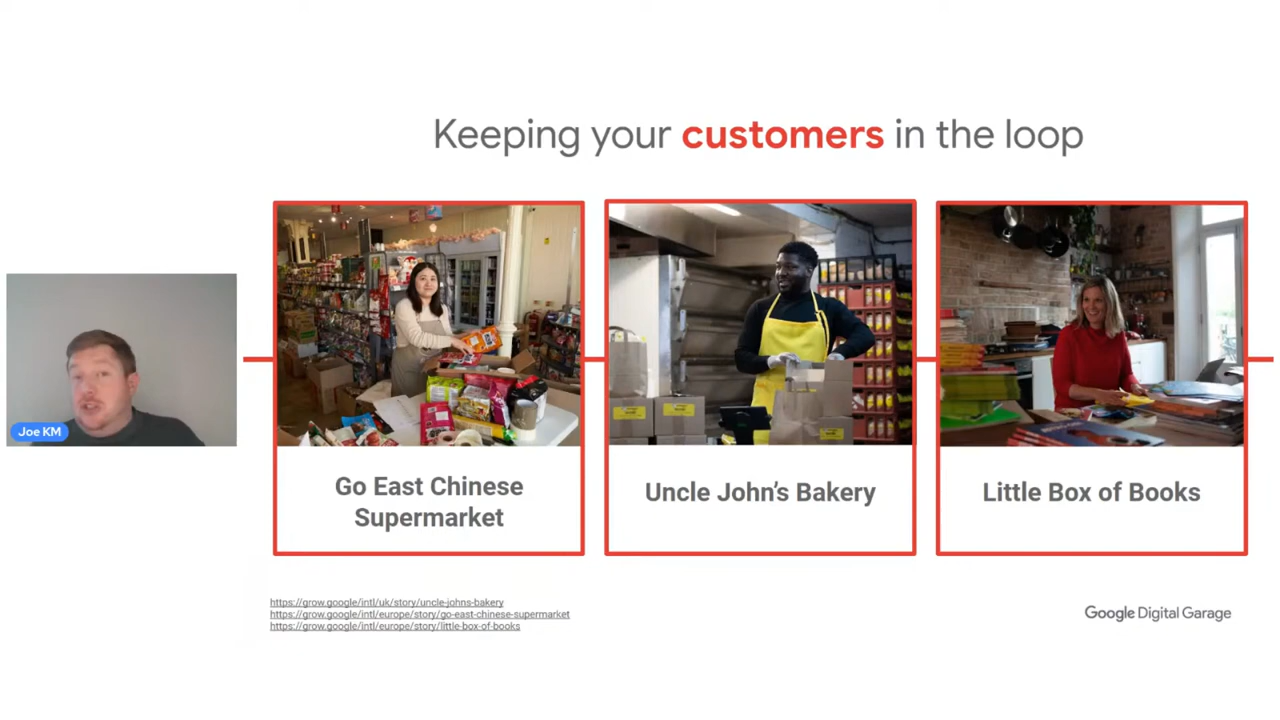 Keeping your customers in the loop
Joe KM
Go East Chinese
Supermarket
Uncle John's Bakery
Little Box of Books
https://grow.google/intl/uk/story/uncle-johns-bakery
https://grow.google/intl/europe/story/go-east-chinese-supermarket
https://grow.google/intl/europe/story/little-box-of-books
Google Digital Garage